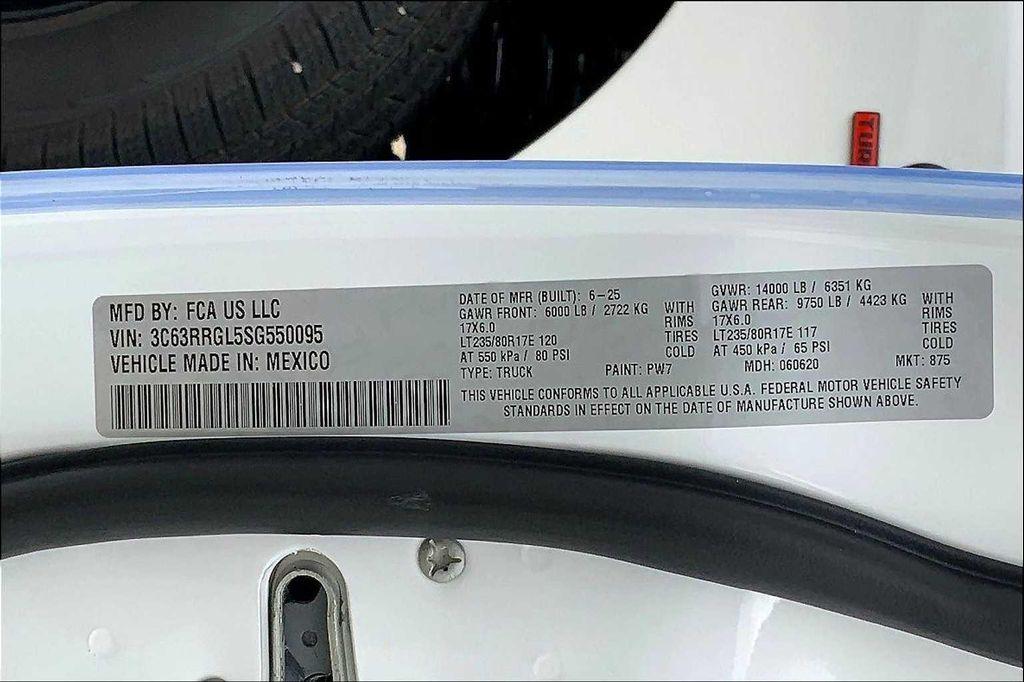 TUR
MFD BY: FCA US LLC
VIN: 3C63RRGL5SG550095
VEHICLE MADE IN: MEXICO
DATE OF MFR (BUILT): 6-25
GAWR FRONT: 6000 LB / 2722 KG WITH
17X6.0 RIMS
LT235/80R17E 120 TIRES
AT 550 kPa / 80 PSI COLD
TYPE: TRUCK PAINT: PW7
GVWR: 14000 LB / 6351 KG
GAWR REAR: 9750 LB / 4423 KG WITH
17X6.0 RIMS
LT235/80R17E 117 TIRES
AT 450 kPa / 65 PSI COLD
MDH: 060620 MKT: 875
THIS VEHICLE CONFORMS TO ALL APPLICABLE U.S.A. FEDERAL MOTOR VEHICLE SAFETY
STANDARDS IN EFFECT ON THE DATE OF MANUFACTURE SHOWN ABOVE.